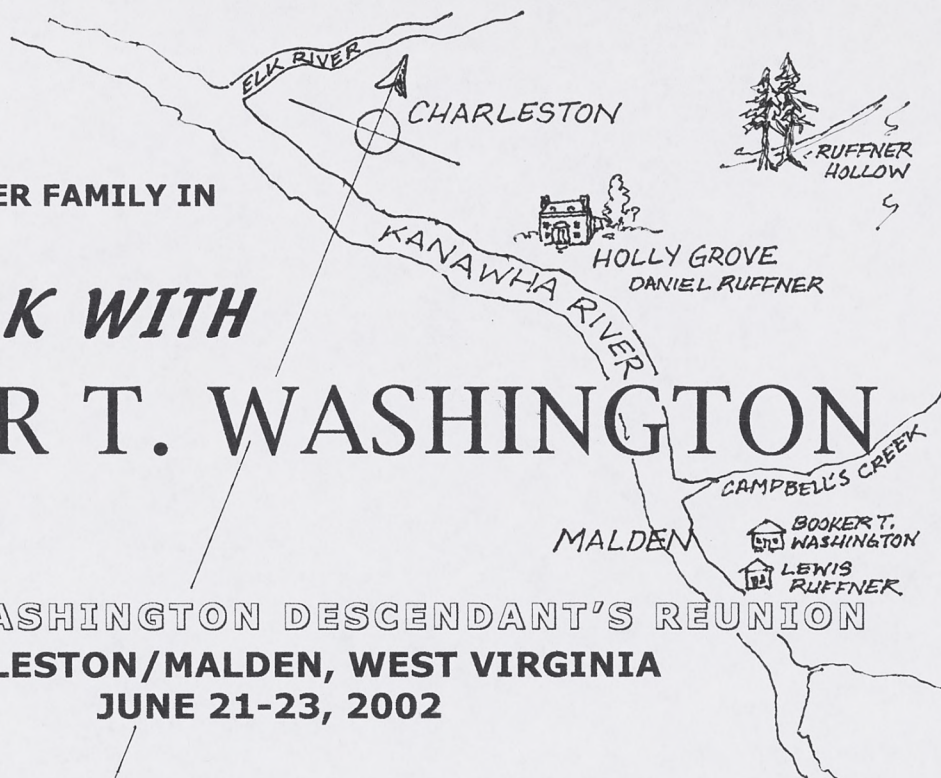 ELK RIVER
CHARLESTON
RUFFNER
HOLLOW
ER FAMILY IN
KANAWHA RIVER
HOLLY GROVE
DANIEL RUFFNER
K WITH
R T. WASHINGTON
CAMPBELL'S CREEK
MALDEN
BOOKER T.
WASHINGTON
LEWIS
RUFFNER
ASHINGTON DESCENDANT'S REUNION
LESTON/MALDEN, WEST VIRGINIA
JUNE 21-23, 2002